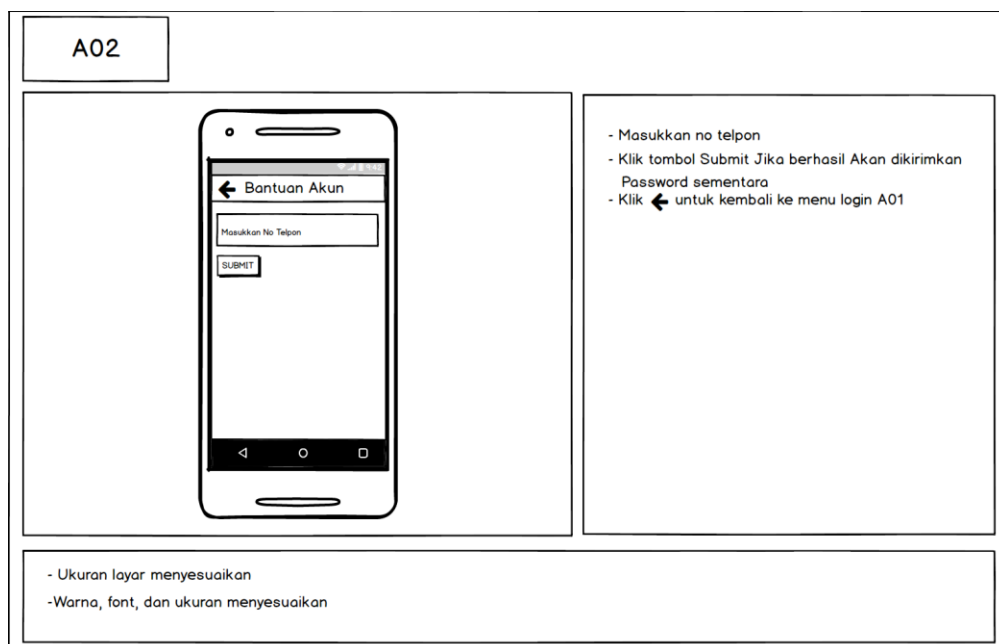 A02
Bantuan Akun
Masukkan No Telpon
SUBMIT
- Masukkan no telpon
- Klik tombol Submit Jika berhasil Akan dikirimkan
Password sementara
- Klik untuk kembali ke menu login A01
- Ukuran layar menyesuaikan
-Warna, font, dan ukuran menyesuaikan